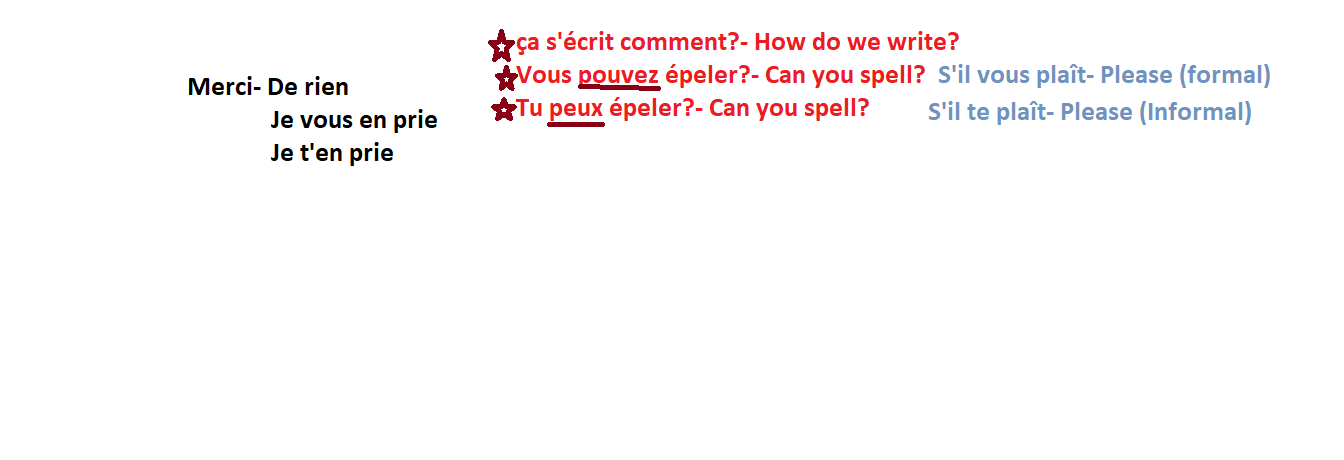 ça s'écrit comment?- How do we write?
Vous pouvez épeler?- Can you spell? S'il vous plaît- Please (formal)
Merci- De rien
Tu peux épeler?- Can you spell? S'il te plaît- Please (Informal)
Je vous en prie
Je t'en prie